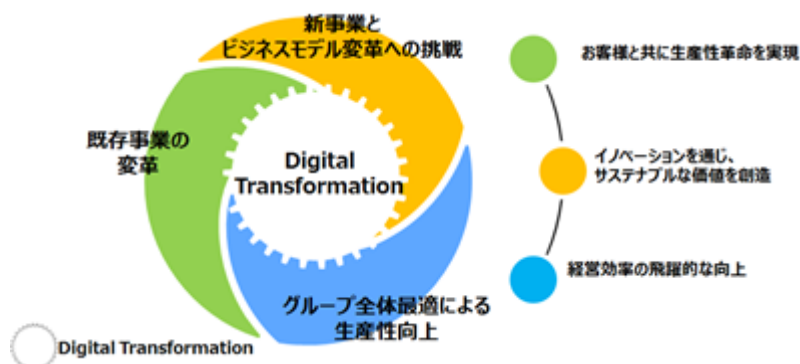 新事業と
ビジネスモデル変革への挑戦
既存事業の
変革
Digital
Transformation
グループ全体最適による
生産性向上
Digital Transformation
お客様と共に生産性革命を実現
イノベーションを通じ、
サステナブルな価値を創造
経営効率の飛躍的な向上